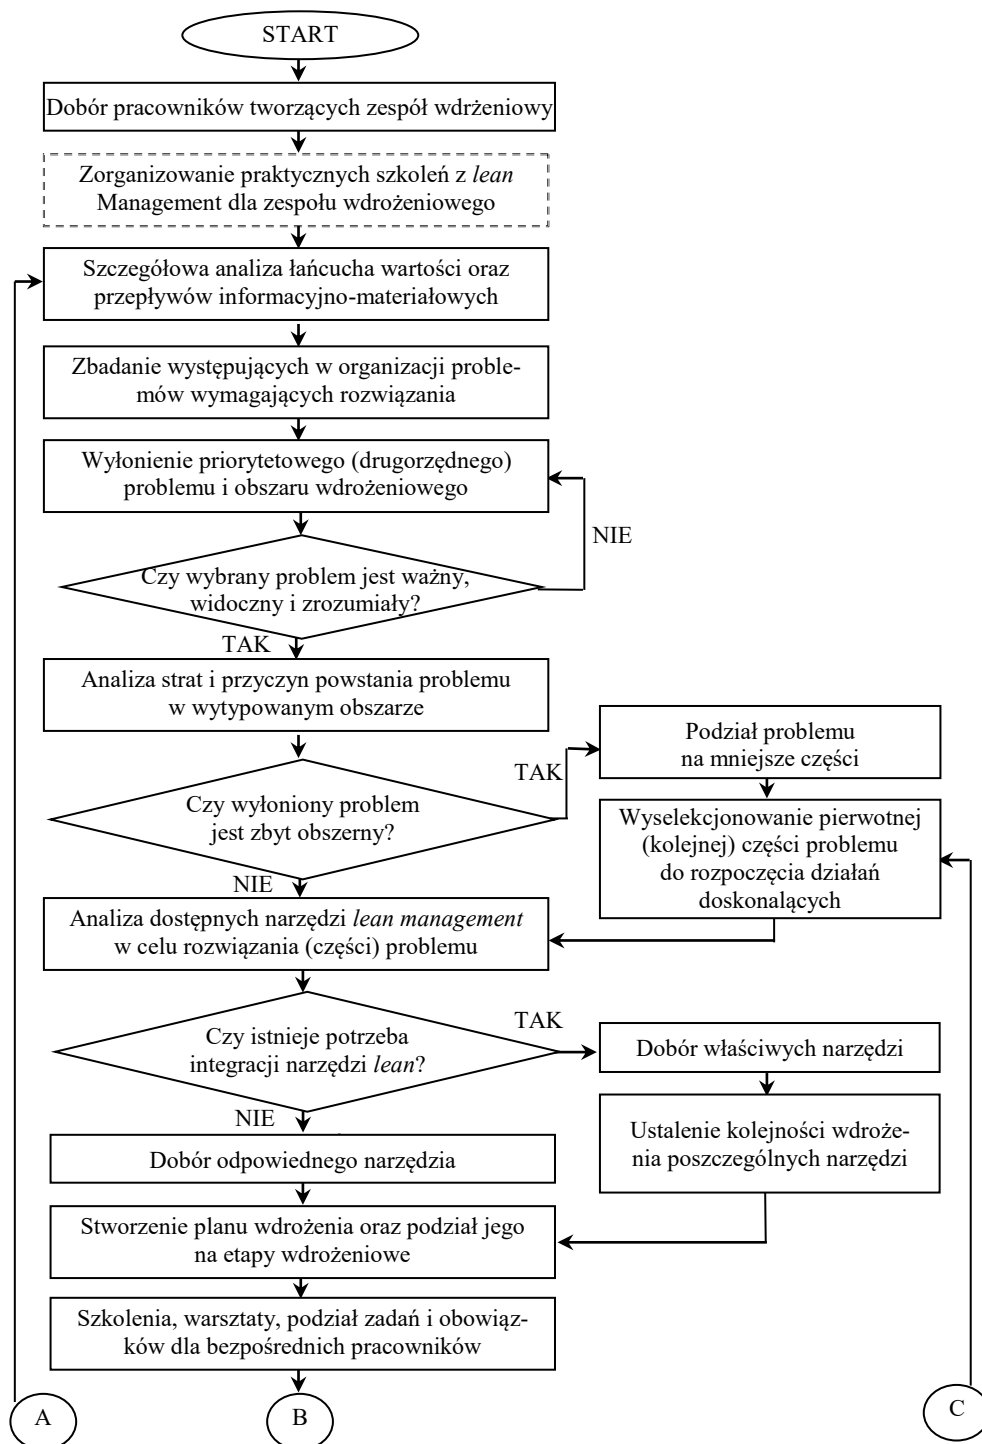 START
Dobór pracowników tworzących zespół wdrżeniowy
Zorganizowanie praktycznych szkoleń z lean
Management dla zespołu wdrożeniowego
Szczegółowa analiza łańcucha wartości oraz
przepływów informacyjno-materiałowych
Zbadanie występujących w organizacji proble-
mów wymagających rozwiązania
Wyłonienie priorytetowego (drugorzędnego)
problemu i obszaru wdrożeniowego
NIE
Czy wybrany problem jest ważny,
widoczny i zrozumiały?
TAK
Analiza strat i przyczyn powstania problemu
w wytypowanym obszarze
Czy wyłoniony problem
jest zbyt obszerny?
TAK
Podział problemu
na mniejsze części
Wyselekcjonowanie pierwotnej
(kolejnej) części problemu
do rozpoczęcia działań
doskonalących
NIE
Analiza dostępnych narzędzi lean management
w celu rozwiązania (części) problemu
Czy istnieje potrzeba
integracji narzędzi lean?
TAK
Dobór właściwych narzędzi
Ustalenie kolejności wdroże-
nia poszczególnych narzędzi
NIE
Dobór odpowiednego narzędzia
Stworzenie planu wdrożenia oraz podział jego
na etapy wdrożeniowe
Szkolenia, warsztaty, podział zadań i obowiąz-
ków dla bezpośrednich pracowników
A
B
C